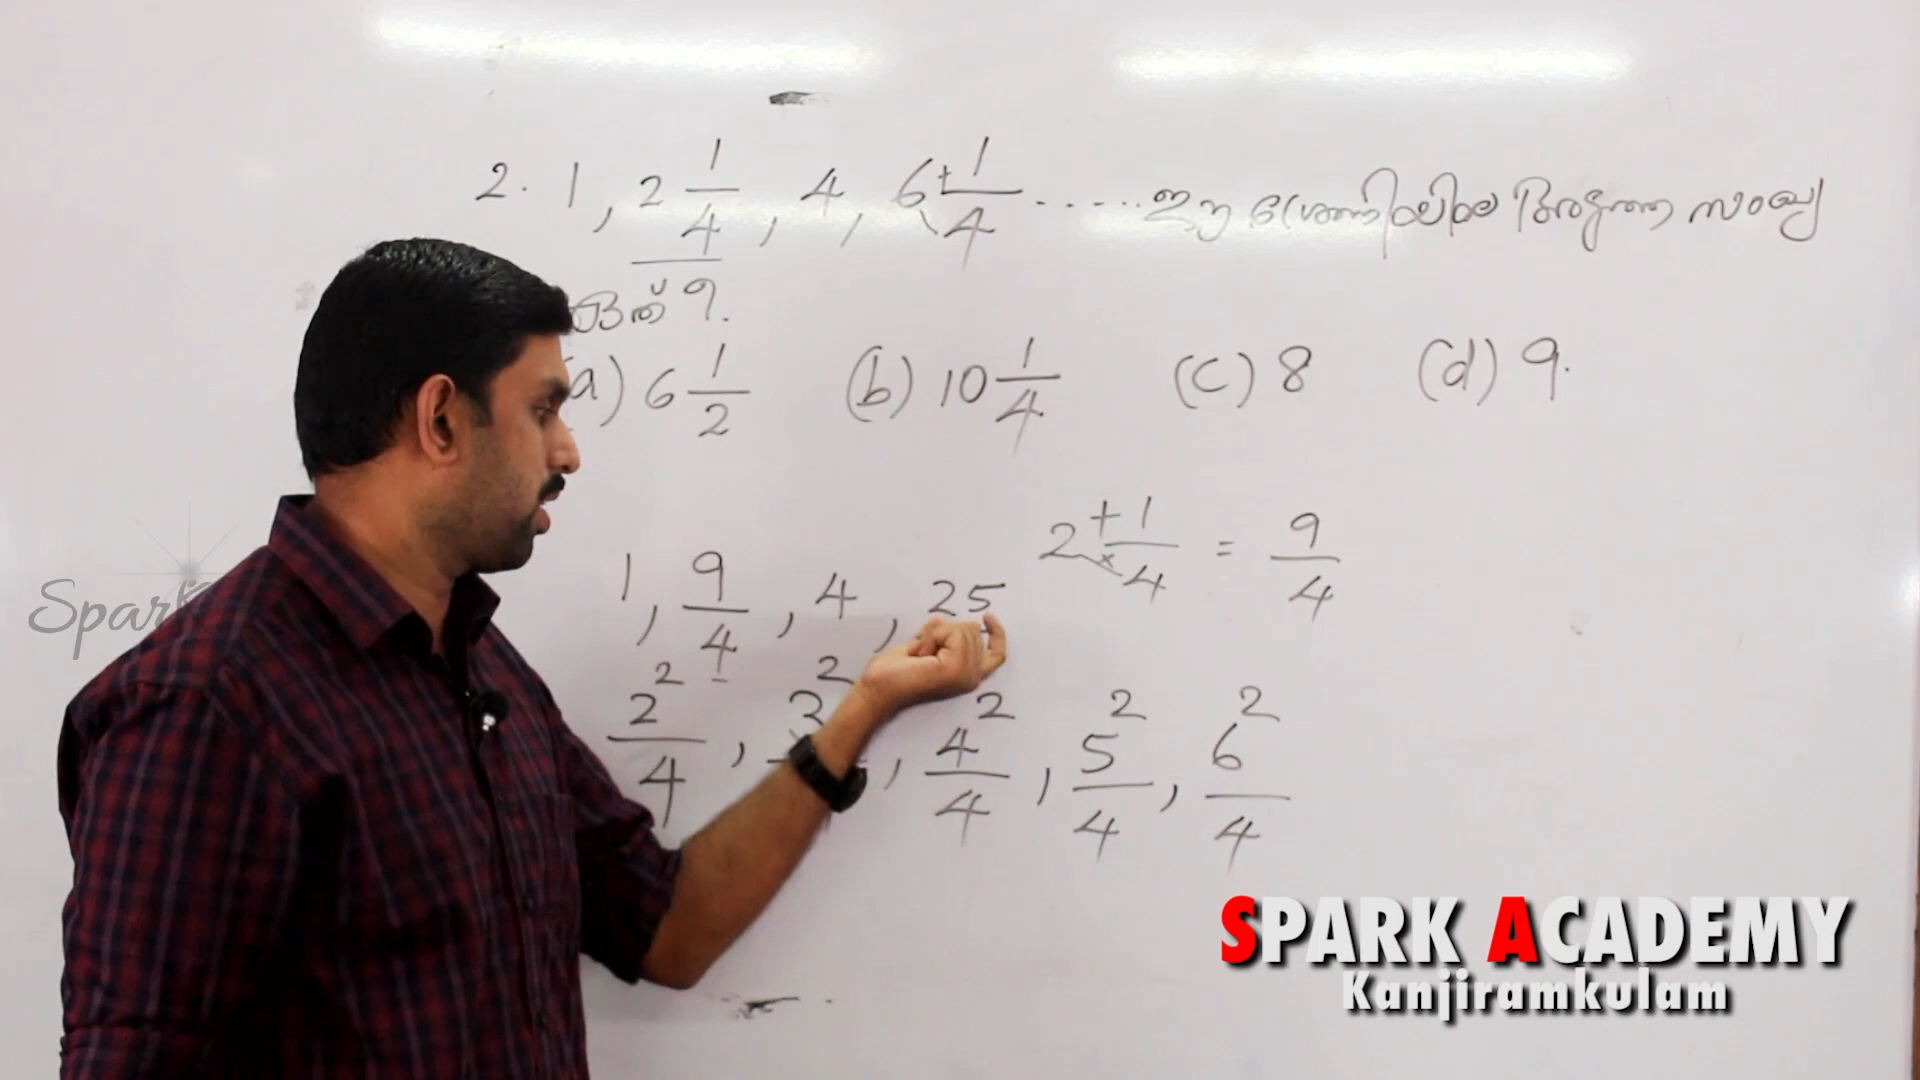 2. 1, 2 1/4, 4, 6 + 1/4 ...... ഈ ശ്രേണിയിലെ അടുത്ത സംഖ്യ
ഏത് ?.
a) 6 1/2 (b) 10 1/4 (c) 8 (d) 9.
2 + 1/4 = 9/4
×
1, 9/4, 4, 25
2²/4, 3², 4²/4, 5²/4, 6²/4
Spark
SPARK ACADEMY
Kanjiramkulam